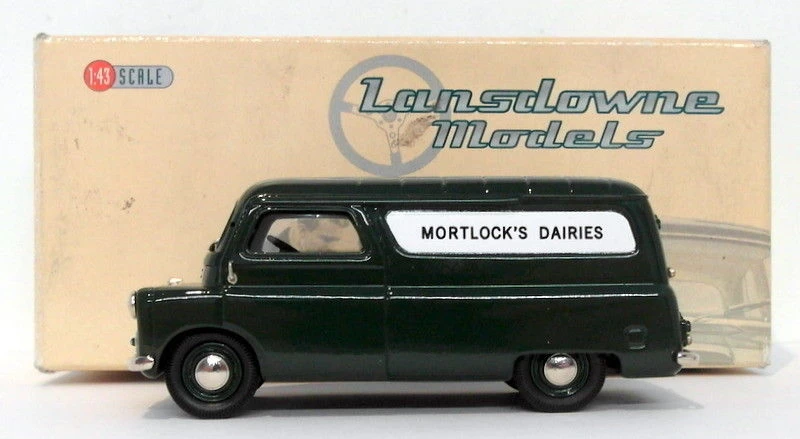 1:43 SCALE
Lansdowne
Models
MORTLOCK'S DAIRIES